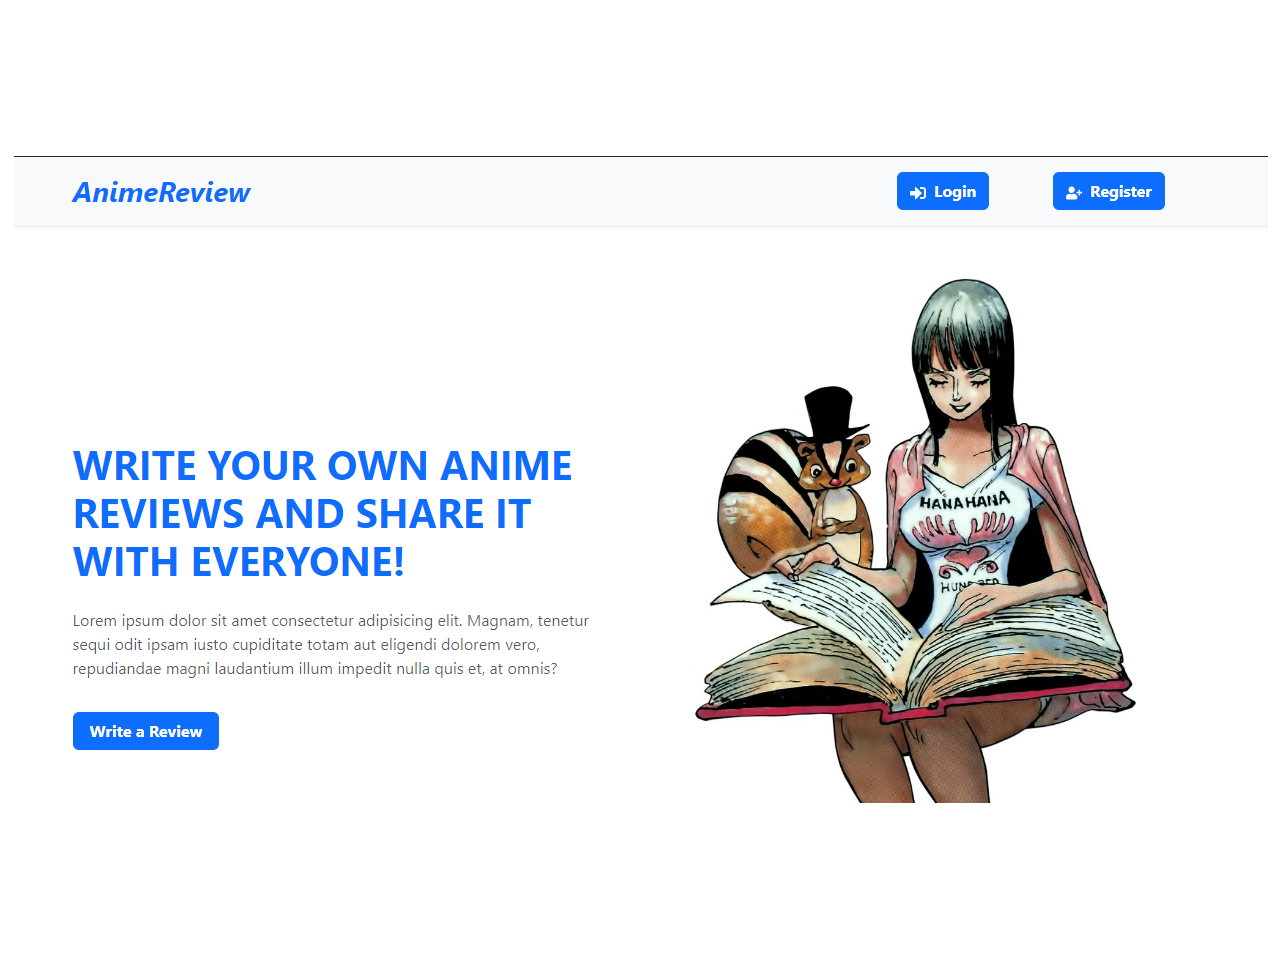 AnimeReview
Login
Register
WRITE YOUR OWN ANIME
REVIEWS AND SHARE IT
WITH EVERYONE!
Lorem ipsum dolor sit amet consectetur adipisicing elit. Magnam, tenetur
sequi odit ipsam iusto cupiditate totam aut eligendi dolorem vero,
repudiandae magni laudantium illum impedit nulla quis et, at omnis?
Write a Review
HANAHANA